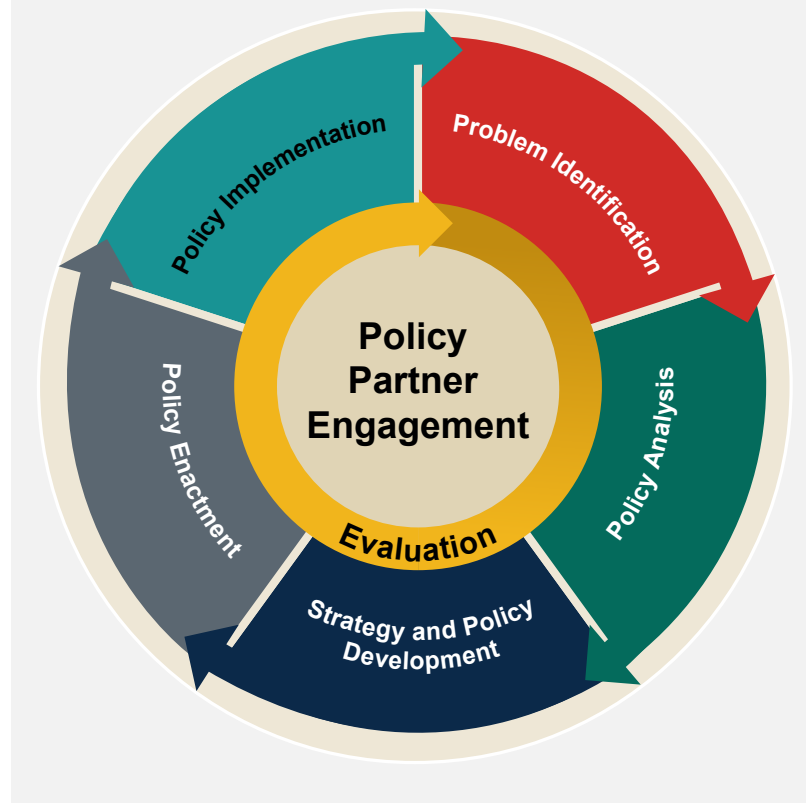 Problem Identification
Policy Analysis
Strategy and Policy
Development
Policy Enactment
Policy Implementation
Policy
Partner
Engagement
Evaluation